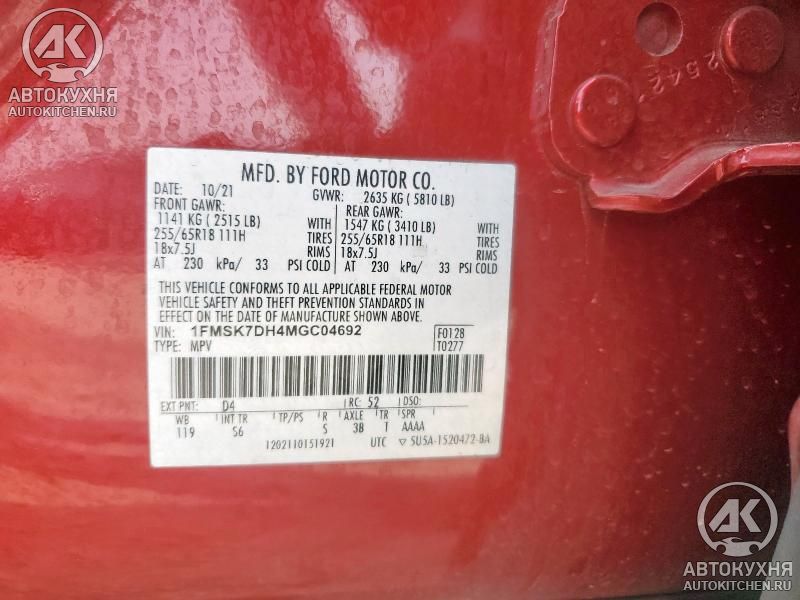 АК
АВТОКУХНЯ
AUTOKITCHEN.RU
2542
MFD. BY FORD MOTOR CO.
DATE: 10/21 GVWR: 2635 KG (5810 LB)
FRONT GAWR: REAR GAWR:
1141 KG (2515 LB) WITH 1547 KG (3410 LB) WITH
255/65R18 111H TIRES 255/65R18 111H TIRES
18x7.5J RIMS 18x7.5J RIMS
AT 230 kPa/ 33 PSI COLD AT 230 kPa/ 33 PSI COLD
THIS VEHICLE CONFORMS TO ALL APPLICABLE FEDERAL MOTOR
VEHICLE SAFETY AND THEFT PREVENTION STANDARDS IN
EFFECT ON THE DATE OF MANUFACTURE SHOWN ABOVE.
VIN: 1FMSK7DH4MGC04692 F0128
TYPE: MPV T0277
EXT PNT: D4 RC: 52 DSO:
WB INT TR TP/PS R AXLE TR SPR
119 S6 S 3B T AAAA
1202110151921 UTC ▽ 5U5A-1520472-BA
АК
АВТОКУХНЯ
AUTOKITCHEN.RU